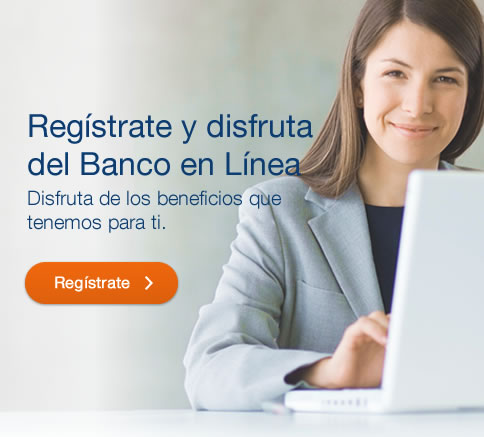 Regístrate y disfruta
del Banco en Línea
Disfruta de los beneficios que
tenemos para ti.
Regístrate